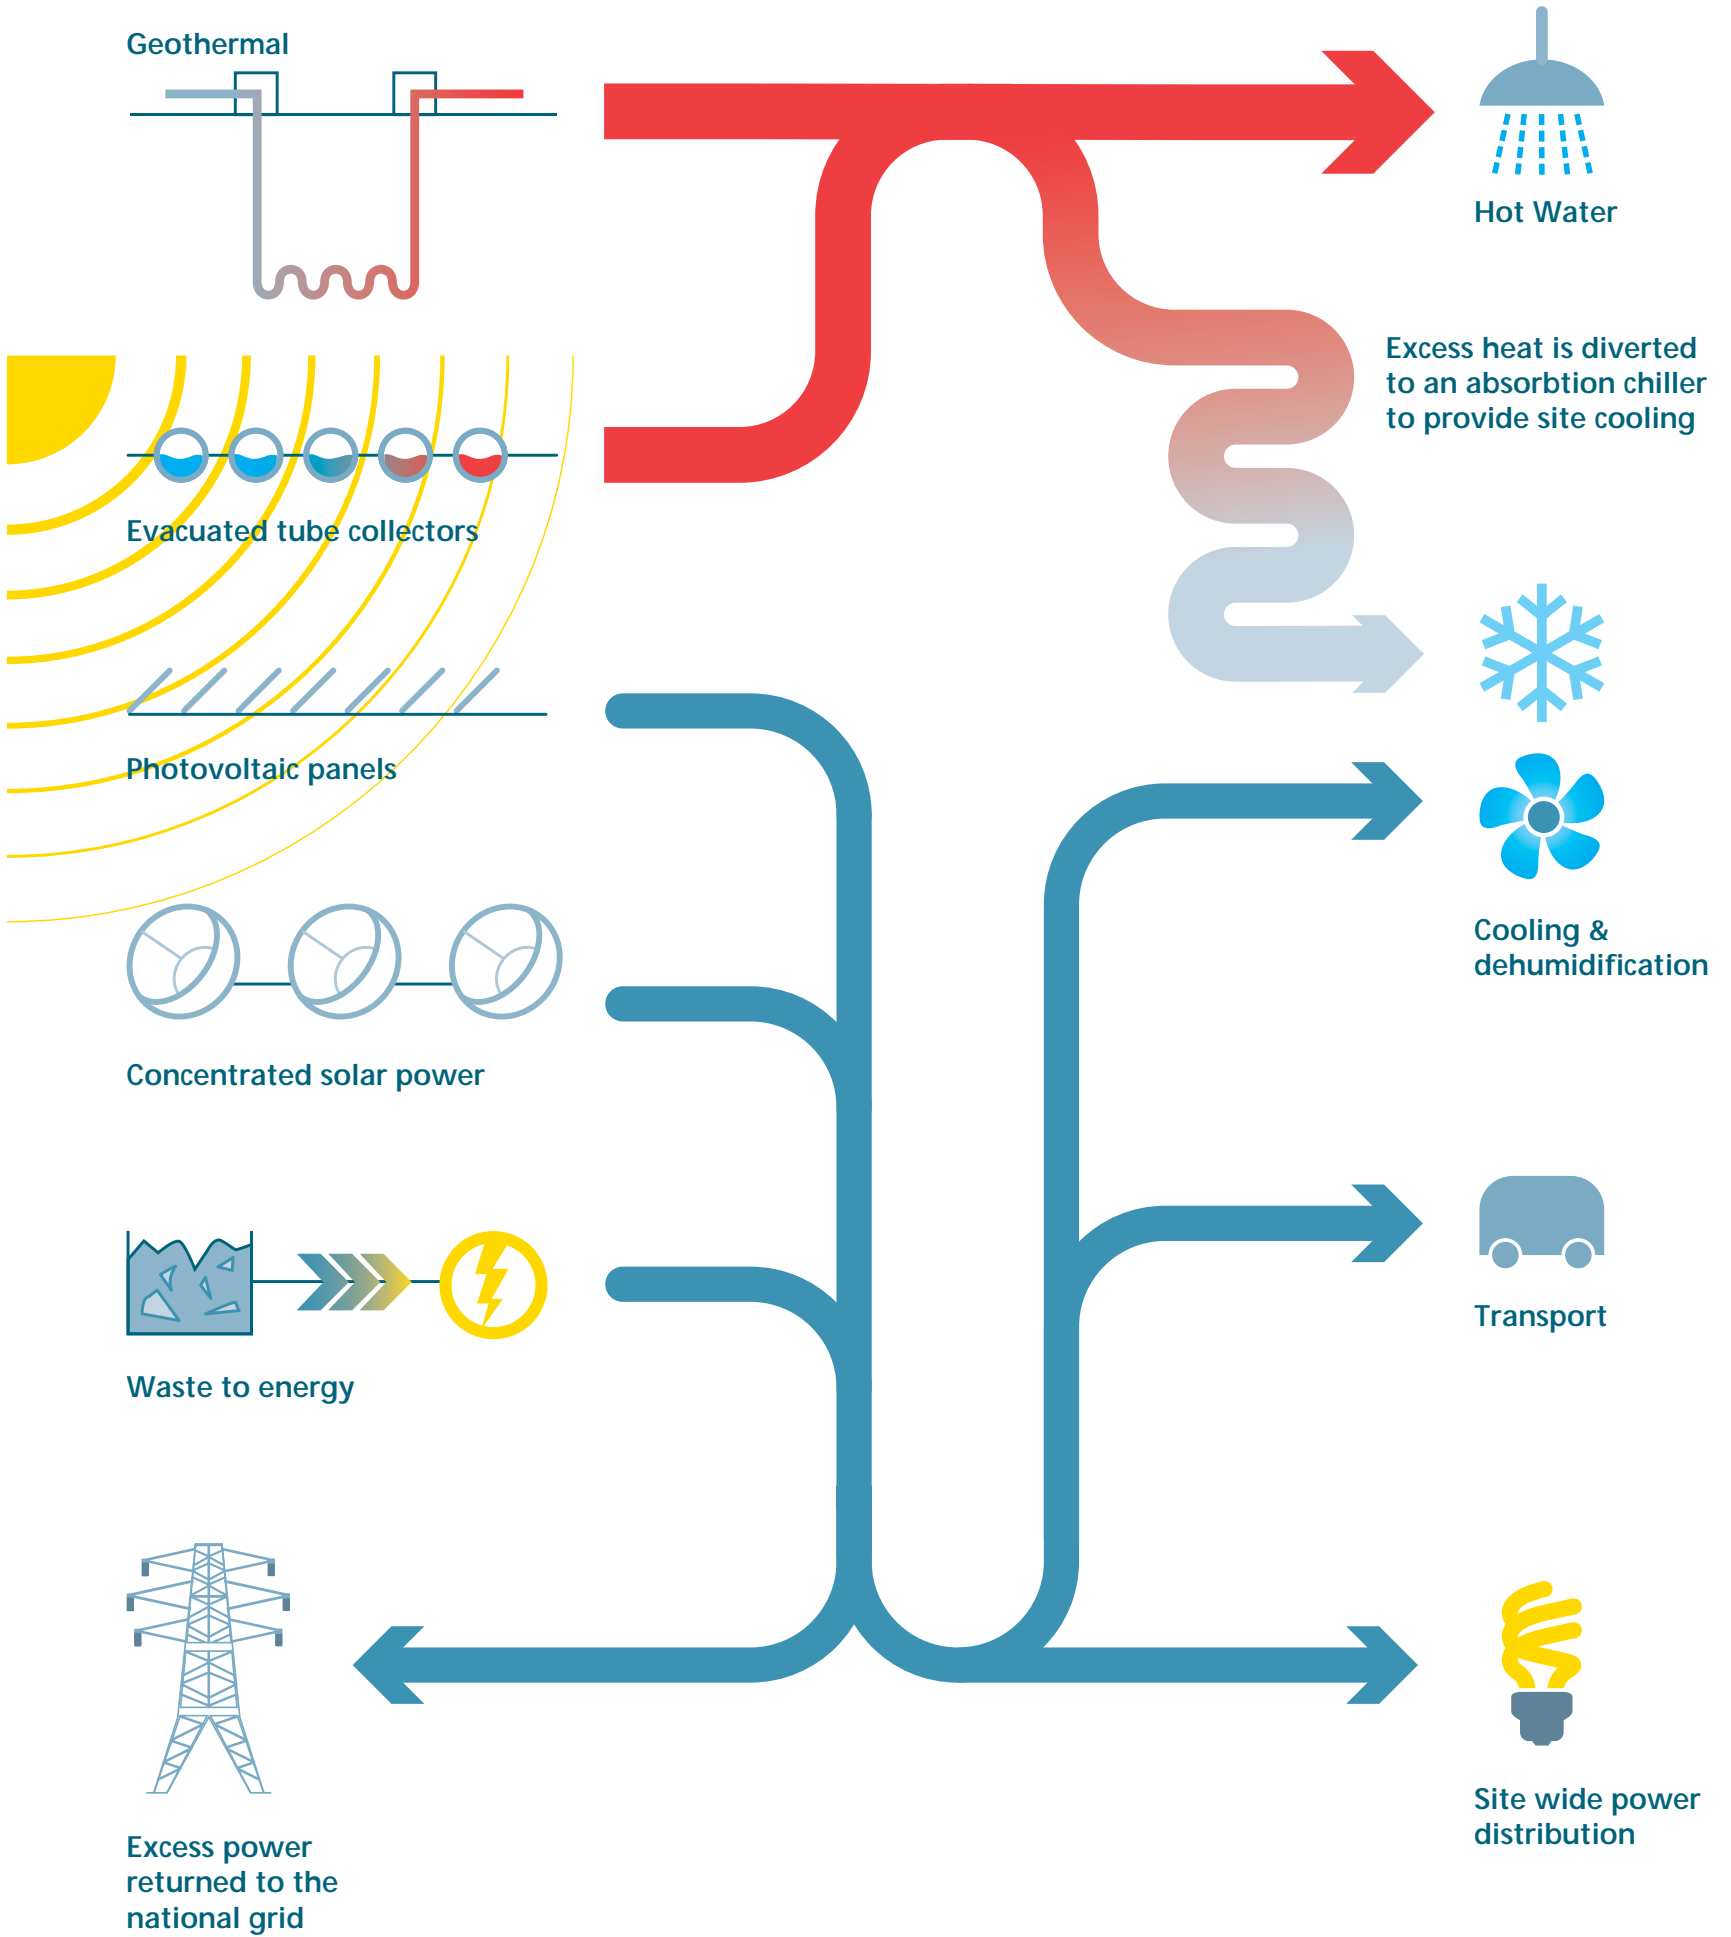 Geothermal
Hot Water
Excess heat is diverted
to an absorbtion chiller
to provide site cooling
Evacuated tube collectors
Photovoltaic panels
Cooling &
dehumidification
Concentrated solar power
Transport
Waste to energy
Site wide power
distribution
Excess power
returned to the
national grid